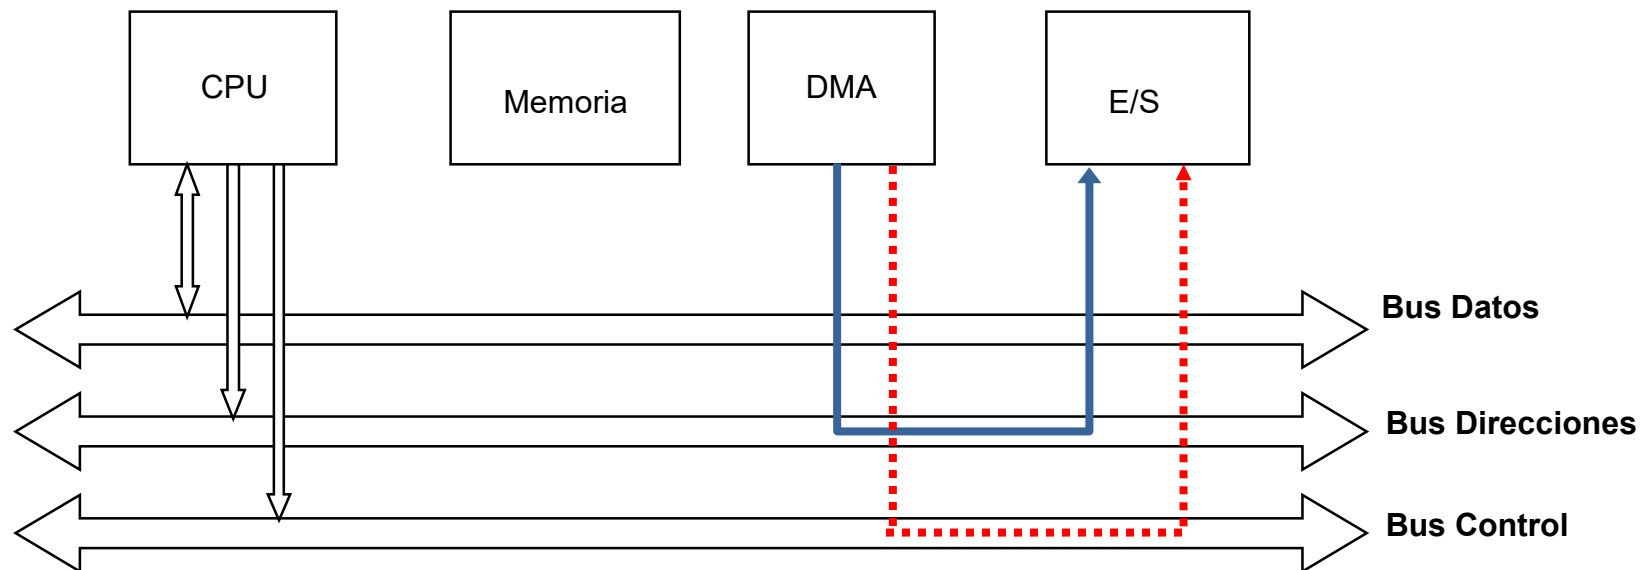 CPU
Memoria
DMA
E/S
Bus Datos
Bus Direcciones
Bus Control